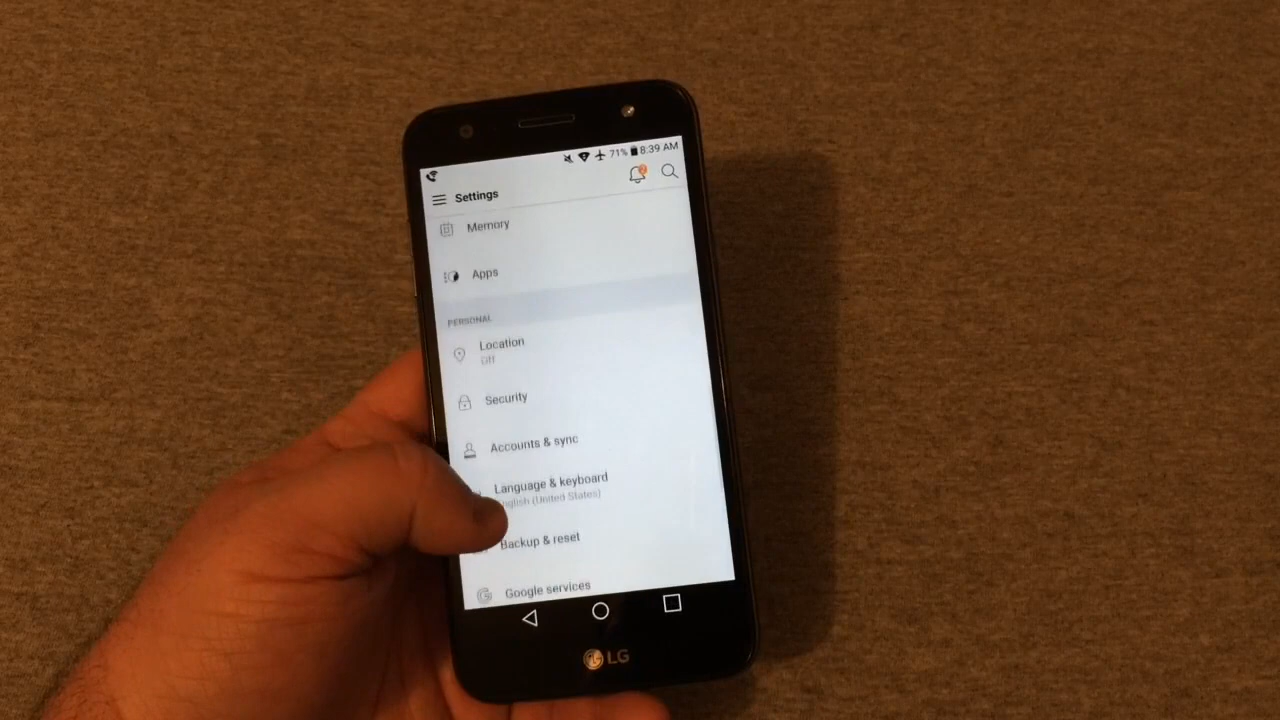 71% 8:39 AM
Settings
Memory
Apps
PERSONAL
Location
Off
Security
Accounts & sync
Language & keyboard
English (United States)
Backup & reset
Google services
LG